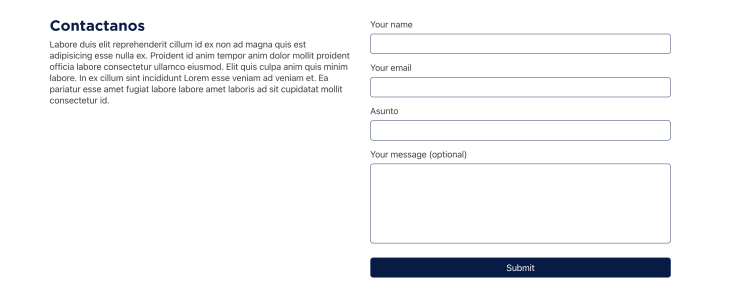 Contactanos
Labore duis elit reprehenderit cillum id ex non ad magna quis est
adipisicing esse nulla ex. Proident id anim tempor anim dolor mollit proident
officia labore consectetur ullamco eiusmod. Elit quis culpa anim quis minim
labore. In ex cillum sint incididunt Lorem esse veniam ad veniam et. Ea
pariatur esse amet fugiat labore labore amet laboris ad sit cupidatat mollit
consectetur id.
Your name
Your email
Asunto
Your message (optional)
Submit